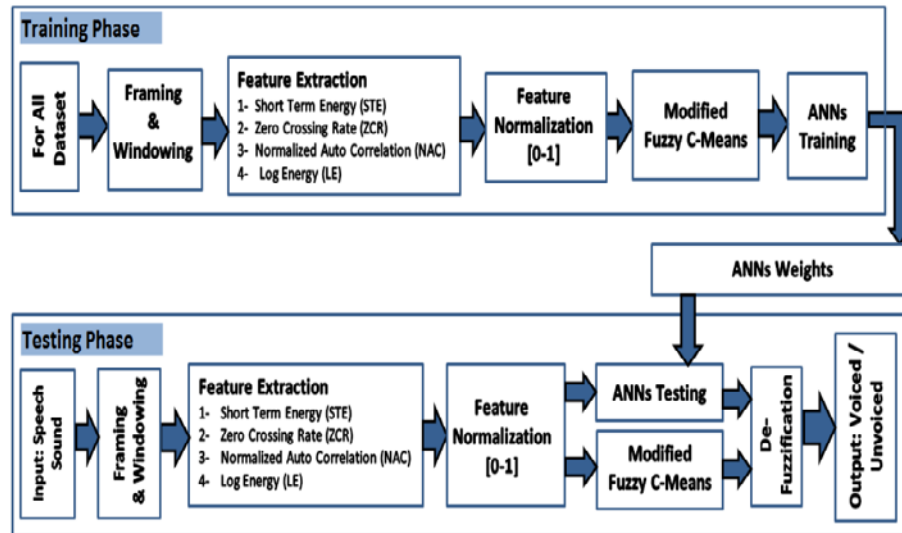 Training Phase
For All
Dataset
Framing
&
Windowing
Feature Extraction
1- Short Term Energy (STE)
2- Zero Crossing Rate (ZCR)
3- Normalized Auto Correlation (NAC)
4- Log Energy (LE)
Feature
Normalization
[0-1]
Modified
Fuzzy C-Means
ANNs
Training
ANNs Weights
Testing Phase
Input: Speech
Sound
Framing
& Windowing
Feature Extraction
1- Short Term Energy (STE)
2- Zero Crossing Rate (ZCR)
3- Normalized Auto Correlation (NAC)
4- Log Energy (LE)
Feature
Normalization
[0-1]
ANNs Testing
Modified
Fuzzy C-Means
De-
Fuzzification
Output: Voiced /
Unvoiced